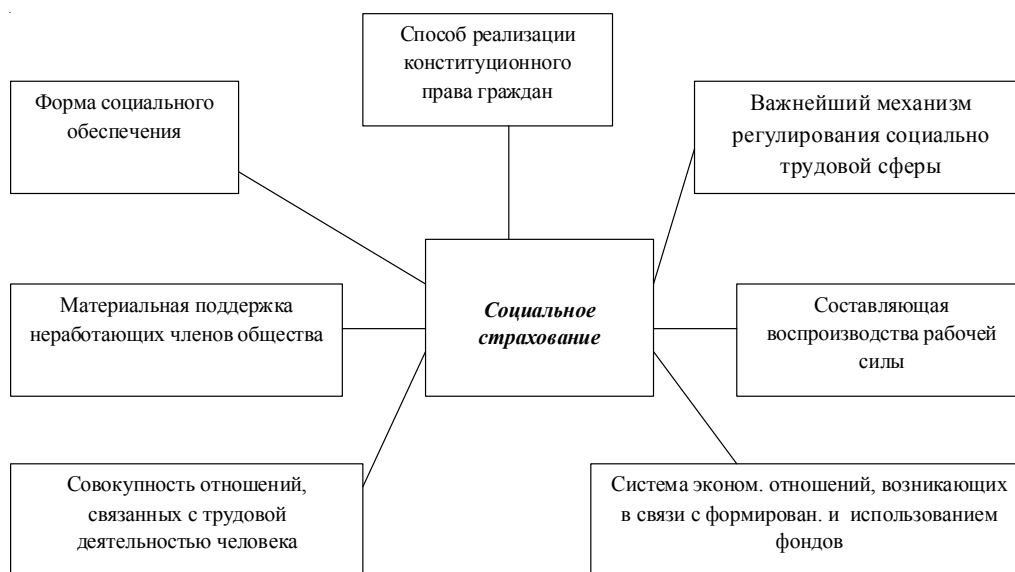 Способ реализации
конституционного
права граждан
Форма социального
обеспечения
Важнейший механизм
регулирования социально
трудовой сферы
Материальная поддержка
неработающих членов общества
Социальное
страхование
Составляющая
воспроизводства рабочей
силы
Совокупность отношений,
связанных с трудовой
деятельностью человека
Система эконом. отношений, возникающих
в связи с формирован. и использованием
фондов